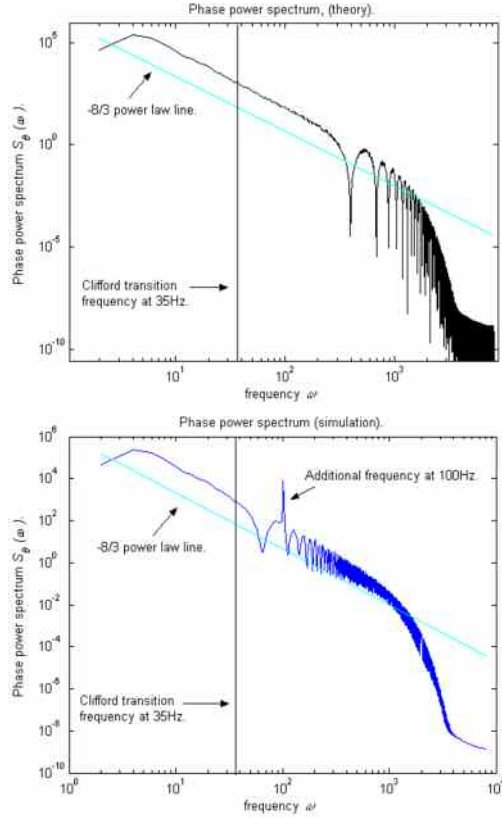 Phase power spectrum, (theory).
10^5
-8/3 power law line.
10^0
Phase power spectrum S_θ (ω).
10^-5
Clifford transition
frequency at 35Hz.
10^-10
10^1 10^2 10^3
frequency ω
Phase power spectrum (simulation).
10^6
10^4
Additional frequency at 100Hz.
10^2
-8/3 power law line.
10^0
Phase power spectrum S_θ (ω).
10^-2
10^-4
10^-6
Clifford transition
frequency at 35Hz.
10^-8
10^-10
10^0 10^1 10^2 10^3 10^4
frequency ω